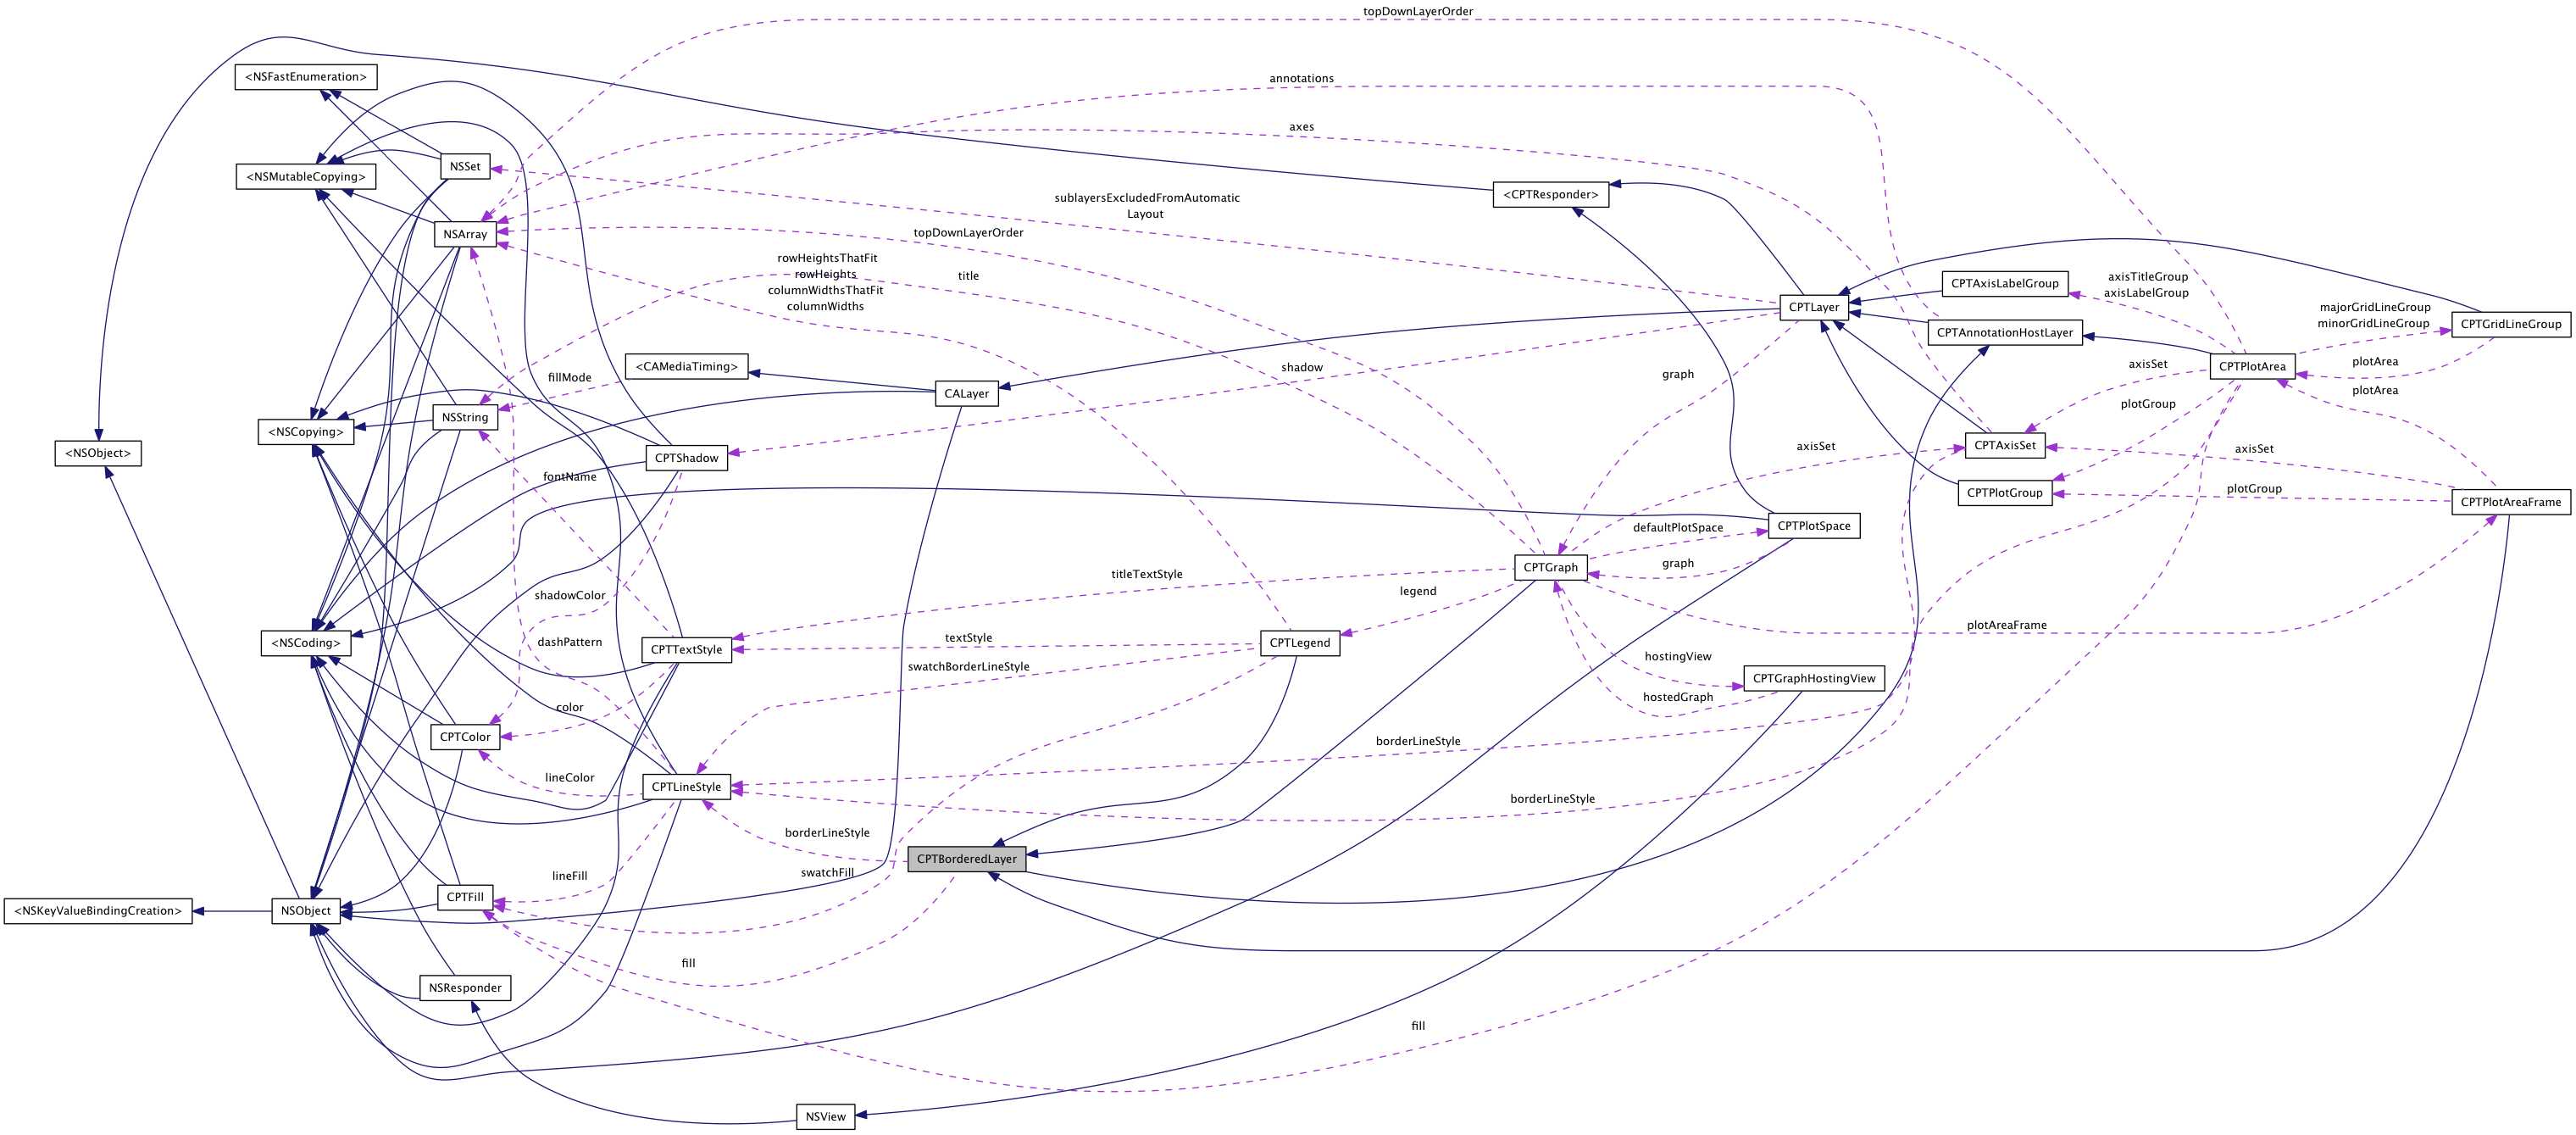 topDownLayerOrder
<NSFastEnumeration>
annotations
axes
NSSet
<NSMutableCopying>
<CPTResponder>
sublayersExcludedFromAutomatic
Layout
NSArray
topDownLayerOrder
rowHeightsThatFit
rowHeights
columnWidthsThatFit
columnWidths
title
axisTitleGroup
axisLabelGroup
CPTAxisLabelGroup
CPTLayer
majorGridLineGroup
minorGridLineGroup
CPTGridLineGroup
CPTAnnotationHostLayer
<CAMediaTiming>
fillMode
shadow
graph
axisSet
plotArea
CPTPlotArea
CALayer
plotArea
plotGroup
NSString
<NSCopying>
<NSObject>
CPTShadow
axisSet
CPTAxisSet
axisSet
fontName
plotGroup
CPTPlotGroup
CPTPlotAreaFrame
defaultPlotSpace
CPTPlotSpace
graph
CPTGraph
titleTextStyle
legend
shadowColor
plotAreaFrame
<NSCoding>
dashPattern
textStyle
CPTLegend
CPTTextStyle
hostingView
swatchBorderLineStyle
CPTGraphHostingView
hostedGraph
color
CPTColor
borderLineStyle
lineColor
CPTLineStyle
borderLineStyle
borderLineStyle
CPTBorderedLayer
lineFill
swatchFill
CPTFill
<NSKeyValueBindingCreation>
NSObject
fill
NSResponder
fill
NSView